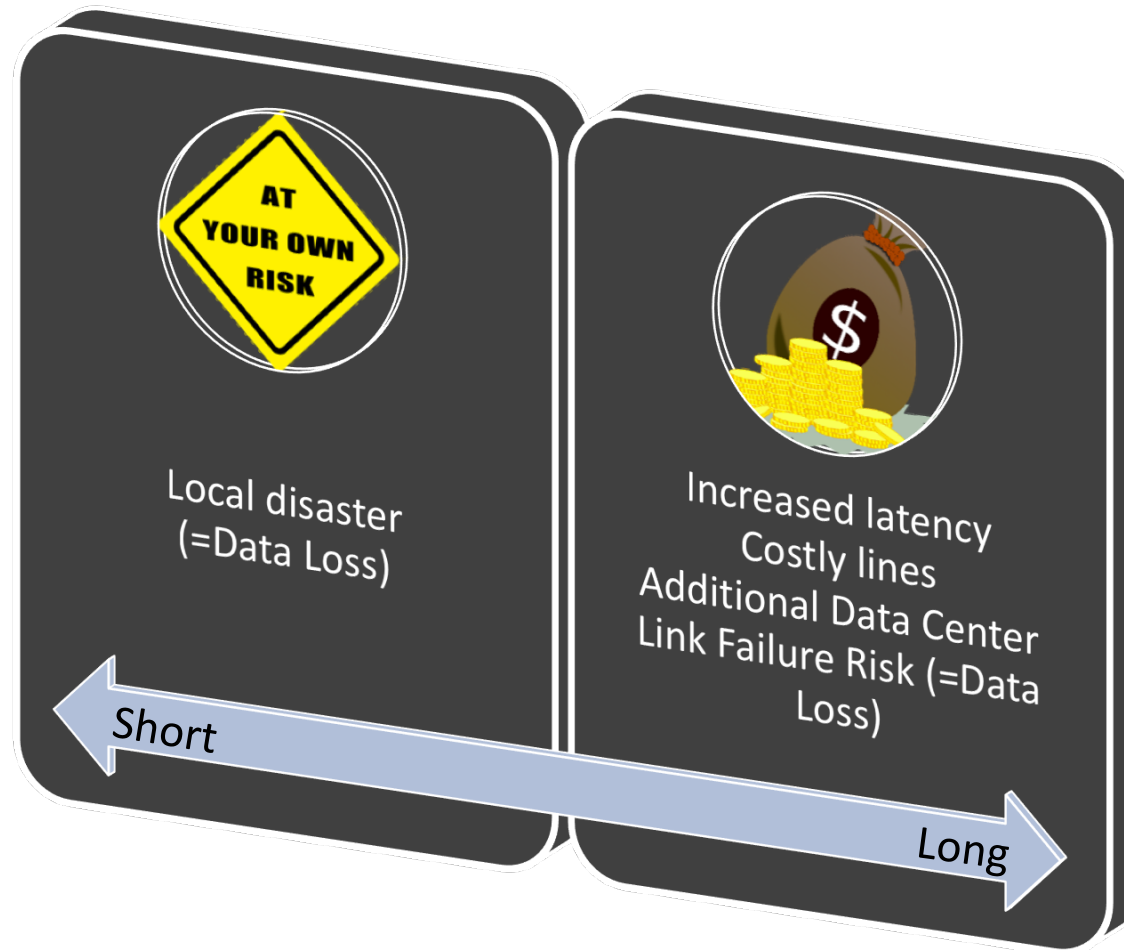 AT
YOUR OWN
RISK
Local disaster
(=Data Loss)
Short
$
Increased latency
Costly lines
Additional Data Center
Link Failure Risk (=Data
Loss)
Long